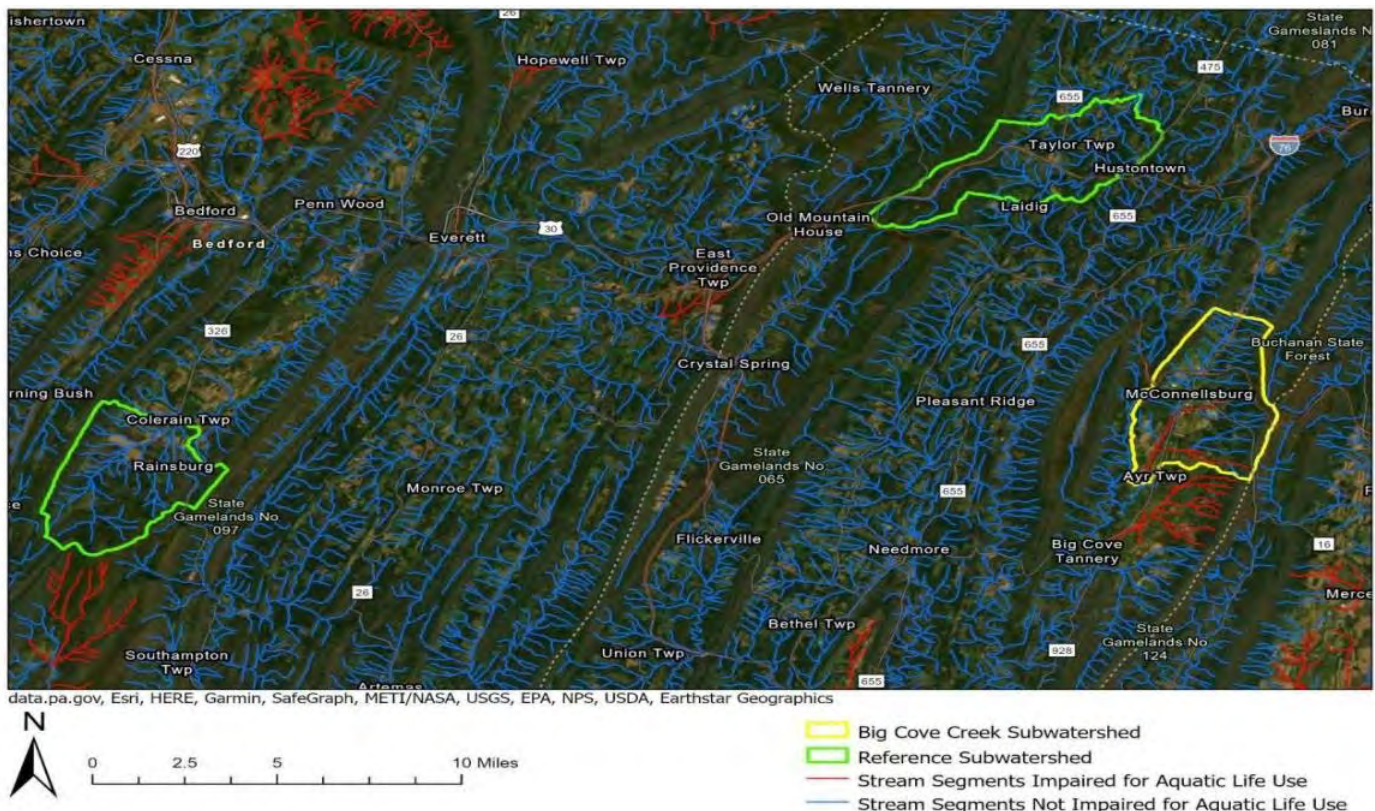 ishertown
26
State
Gameslands N
081
Cessna
Hopewell Twp
475
Wells Tannery
655
Bur
76
220
Taylor Twp
Hustontown
Penn Wood
Bedford
Laidig
655
Old Mountain
House
Everett
30
Bedford
ns Choice
East
Providence
Twp
326
26
655
Buchanan State
Forest
Crystal Spring
rning Bush
McConnellsburg
Pleasant Ridge
Colerain Twp
Rainsburg
State
Gamelands No
065
Ayr Twp
se
Monroe Twp
655
State
Gamelands No
097
Flickerville
Needmore
Big Cove
Tannery
16
26
Merce
Bethel Twp
State
Gamelands No
124
928
Southampton
Twp
Union Twp
655
Artemas
data.pa.gov, Esri, HERE, Garmin, SafeGraph, METI/NASA, USGS, EPA, NPS, USDA, Earthstar Geographics
N
0 2.5 5 10 Miles
Big Cove Creek Subwatershed
Reference Subwatershed
Stream Segments Impaired for Aquatic Life Use
Stream Segments Not Impaired for Aquatic Life Use